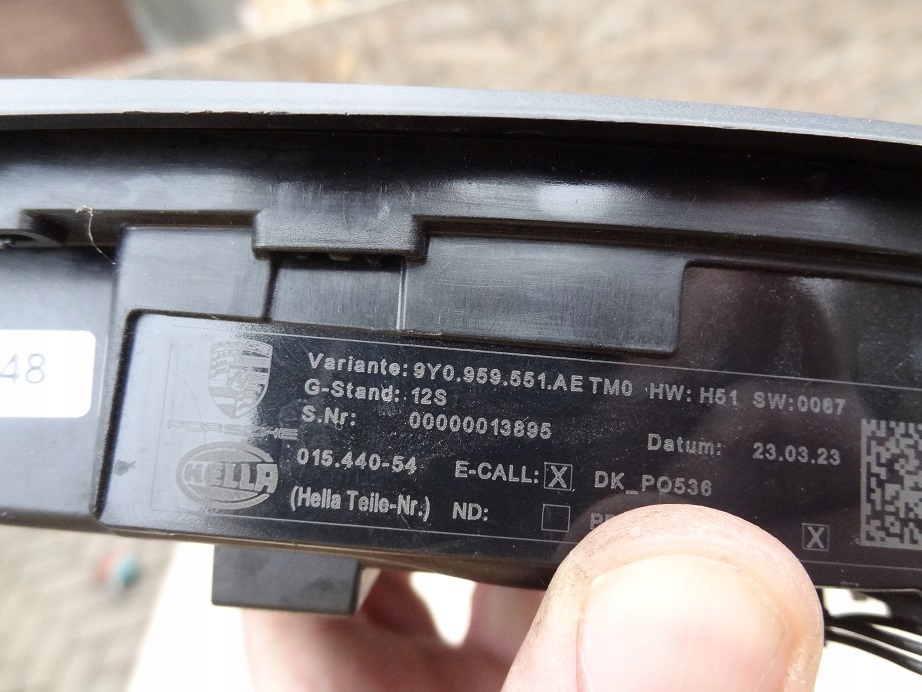 48
Variante: 9Y0.959.551.AE TM0 HW: H51 SW:0067
G-Stand: 12S
S.Nr: 00000013895
Datum: 23.03.23
PORSCHE
HELLA
015.440-54 E-CALL: X DK_PO536
(Hella Teile-Nr.) ND:
X